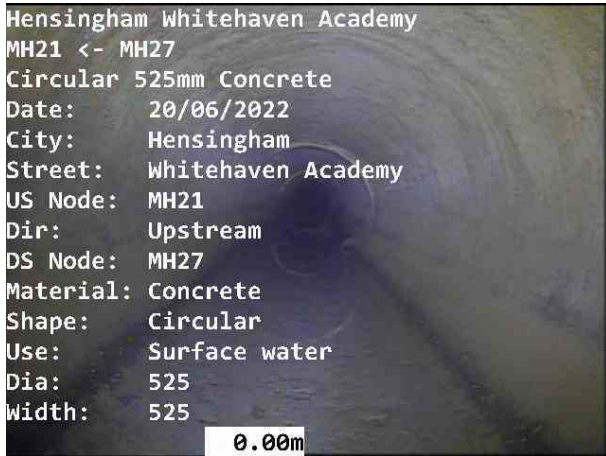 Hensingham Whitehaven Academy
MH21 <- MH27
Circular 525mm Concrete
Date: 20/06/2022
City: Hensingham
Street: Whitehaven Academy
US Node: MH21
Dir: Upstream
DS Node: MH27
Material: Concrete
Shape: Circular
Use: Surface water
Dia: 525
Width: 525
0.00m